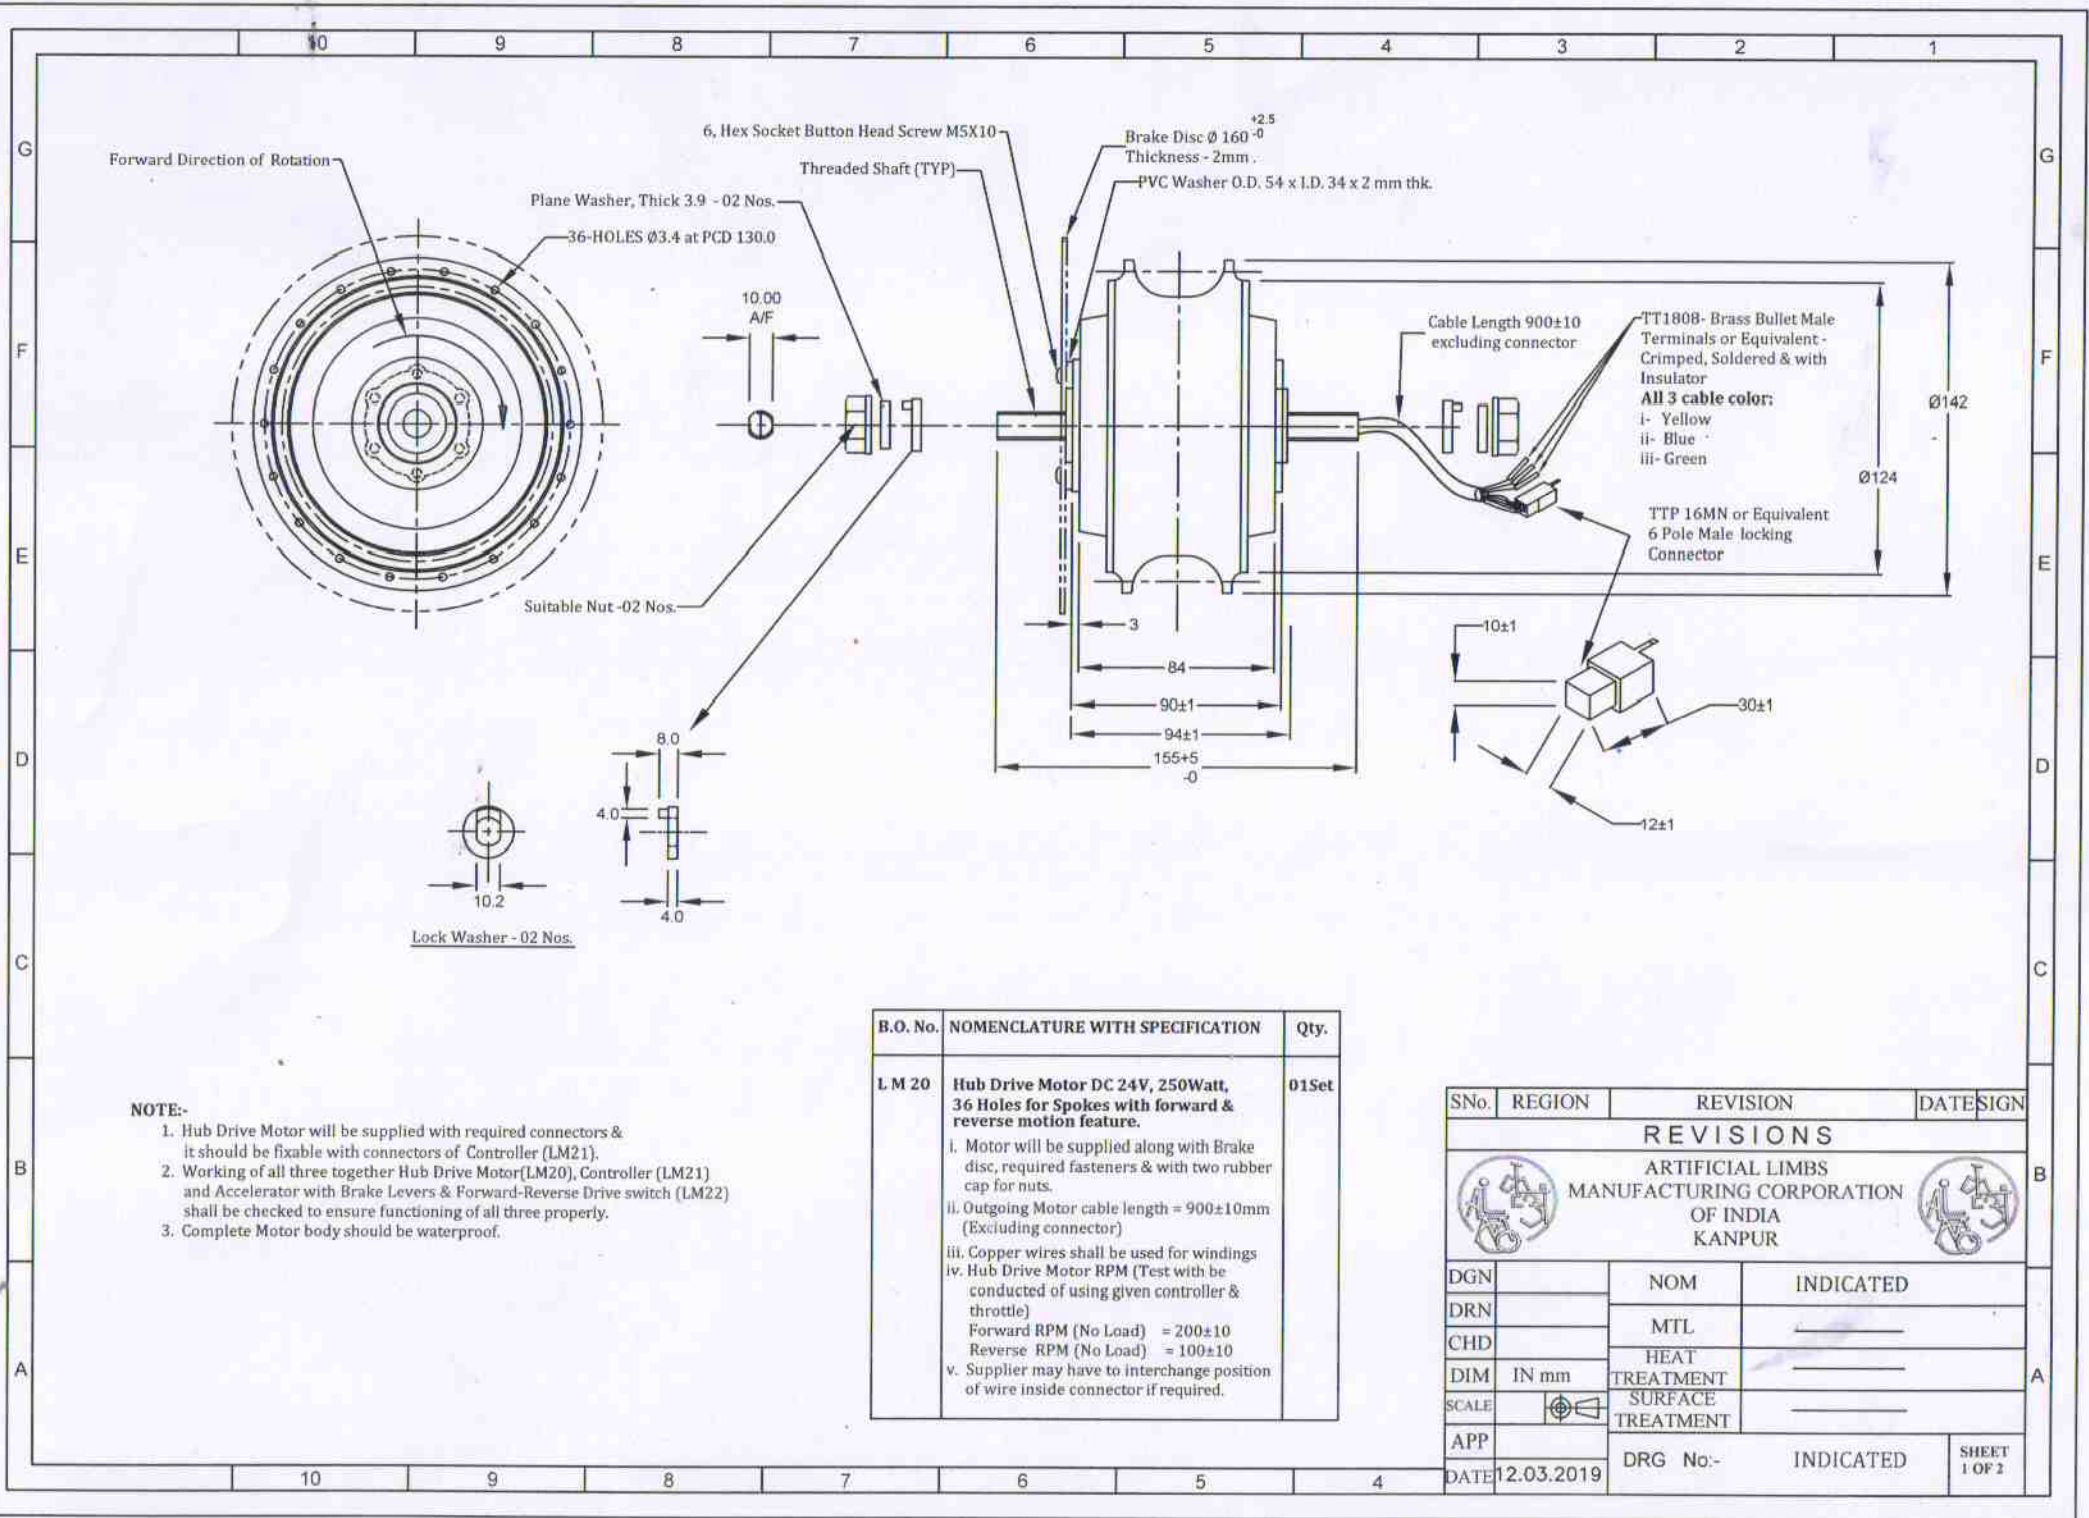 10 9 8 7 6 5 4 3 2 1
G
F
E
D
C
B
A
G
F
E
D
C
B
A
Forward Direction of Rotation
6, Hex Socket Button Head Screw M5X10
Threaded Shaft (TYP)
Plane Washer, Thick 3.9 - 02 Nos.
36-HOLES Ø3.4 at PCD 130.0
+2.5
Brake Disc Ø 160 -0
Thickness - 2mm .
PVC Washer O.D. 54 x I.D. 34 x 2 mm thk.
10.00
A/F
Cable Length 900±10
excluding connector
TT1808- Brass Bullet Male
Terminals or Equivalent -
Crimped, Soldered & with
Insulator
All 3 cable color:
i- Yellow
ii- Blue
iii- Green
Ø142
Ø124
TTP 16MN or Equivalent
6 Pole Male locking
Connector
Suitable Nut -02 Nos.
3
84
90±1
94±1
155+5
-0
10±1
30±1
12±1
8.0
4.0
4.0
10.2
Lock Washer - 02 Nos.
NOTE:-
1. Hub Drive Motor will be supplied with required connectors &
it should be fixable with connectors of Controller (LM21).
2. Working of all three together Hub Drive Motor(LM20), Controller (LM21)
and Accelerator with Brake Levers & Forward-Reverse Drive switch (LM22)
shall be checked to ensure functioning of all three properly.
3. Complete Motor body should be waterproof.
B.O. No. NOMENCLATURE WITH SPECIFICATION Qty.
L M 20 Hub Drive Motor DC 24V, 250Watt, 01Set
36 Holes for Spokes with forward &
reverse motion feature.
i. Motor will be supplied along with Brake
disc, required fasteners & with two rubber
cap for nuts.
ii. Outgoing Motor cable length = 900±10mm
(Excluding connector)
iii. Copper wires shall be used for windings
iv. Hub Drive Motor RPM (Test with be
conducted of using given controller &
throttle)
Forward RPM (No Load) = 200±10
Reverse RPM (No Load) = 100±10
v. Supplier may have to interchange position
of wire inside connector if required.
SNo. REGION REVISION DATE SIGN
REVISIONS
ARTIFICIAL LIMBS
MANUFACTURING CORPORATION
OF INDIA
KANPUR
DGN
DRN
CHD
DIM IN mm
SCALE
APP
DATE 12.03.2019
NOM INDICATED
MTL
HEAT
TREATMENT
SURFACE
TREATMENT
DRG No:- INDICATED
SHEET
1 OF 2
10 9 8 7 6 5 4